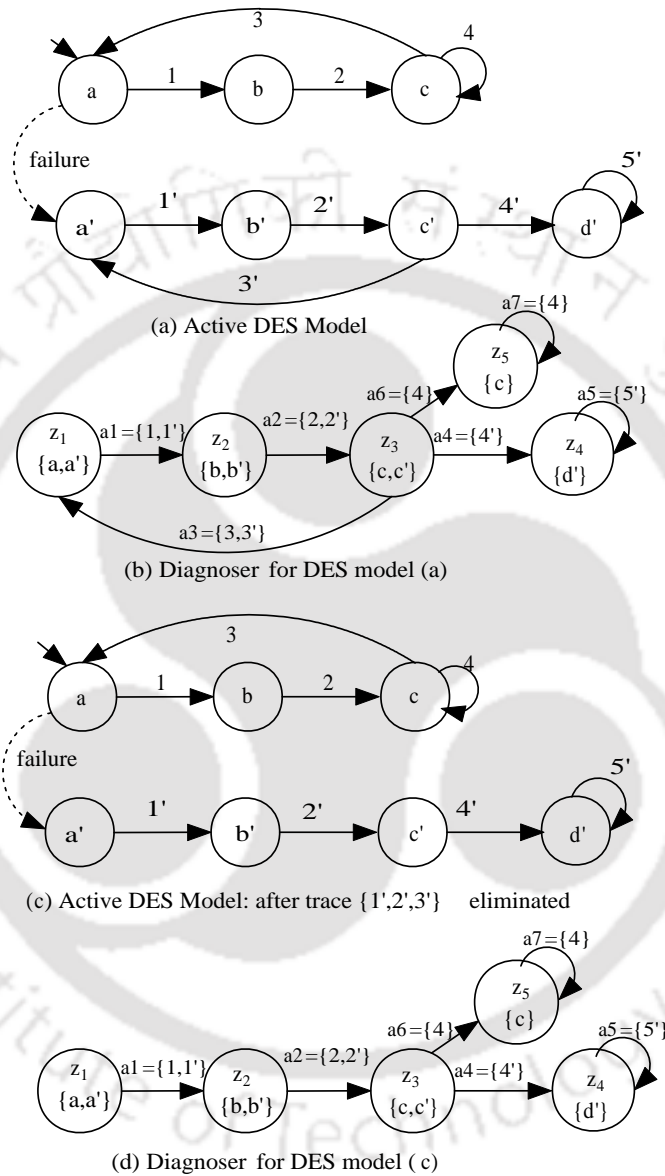 3
4
a
1
b
2
c
failure
5'
a'
1'
b'
2'
c'
4'
d'
3'
(a) Active DES Model
a7={4}
z5
{c}
a6={4}
a5={5'}
z1
{a,a'}
a1={1,1'}
z2
{b,b'}
a2={2,2'}
z3
{c,c'}
a4={4'}
z4
{d'}
a3={3,3'}
(b) Diagnoser for DES model (a)
3
4
a
1
b
2
c
failure
5'
a'
1'
b'
2'
c'
4'
d'
(c) Active DES Model: after trace {1',2',3'} eliminated
a7={4}
z5
{c}
a6={4}
a5={5'}
z1
{a,a'}
a1={1,1'}
z2
{b,b'}
a2={2,2'}
z3
{c,c'}
a4={4'}
z4
{d'}
(d) Diagnoser for DES model ( c)
stitute of Technology